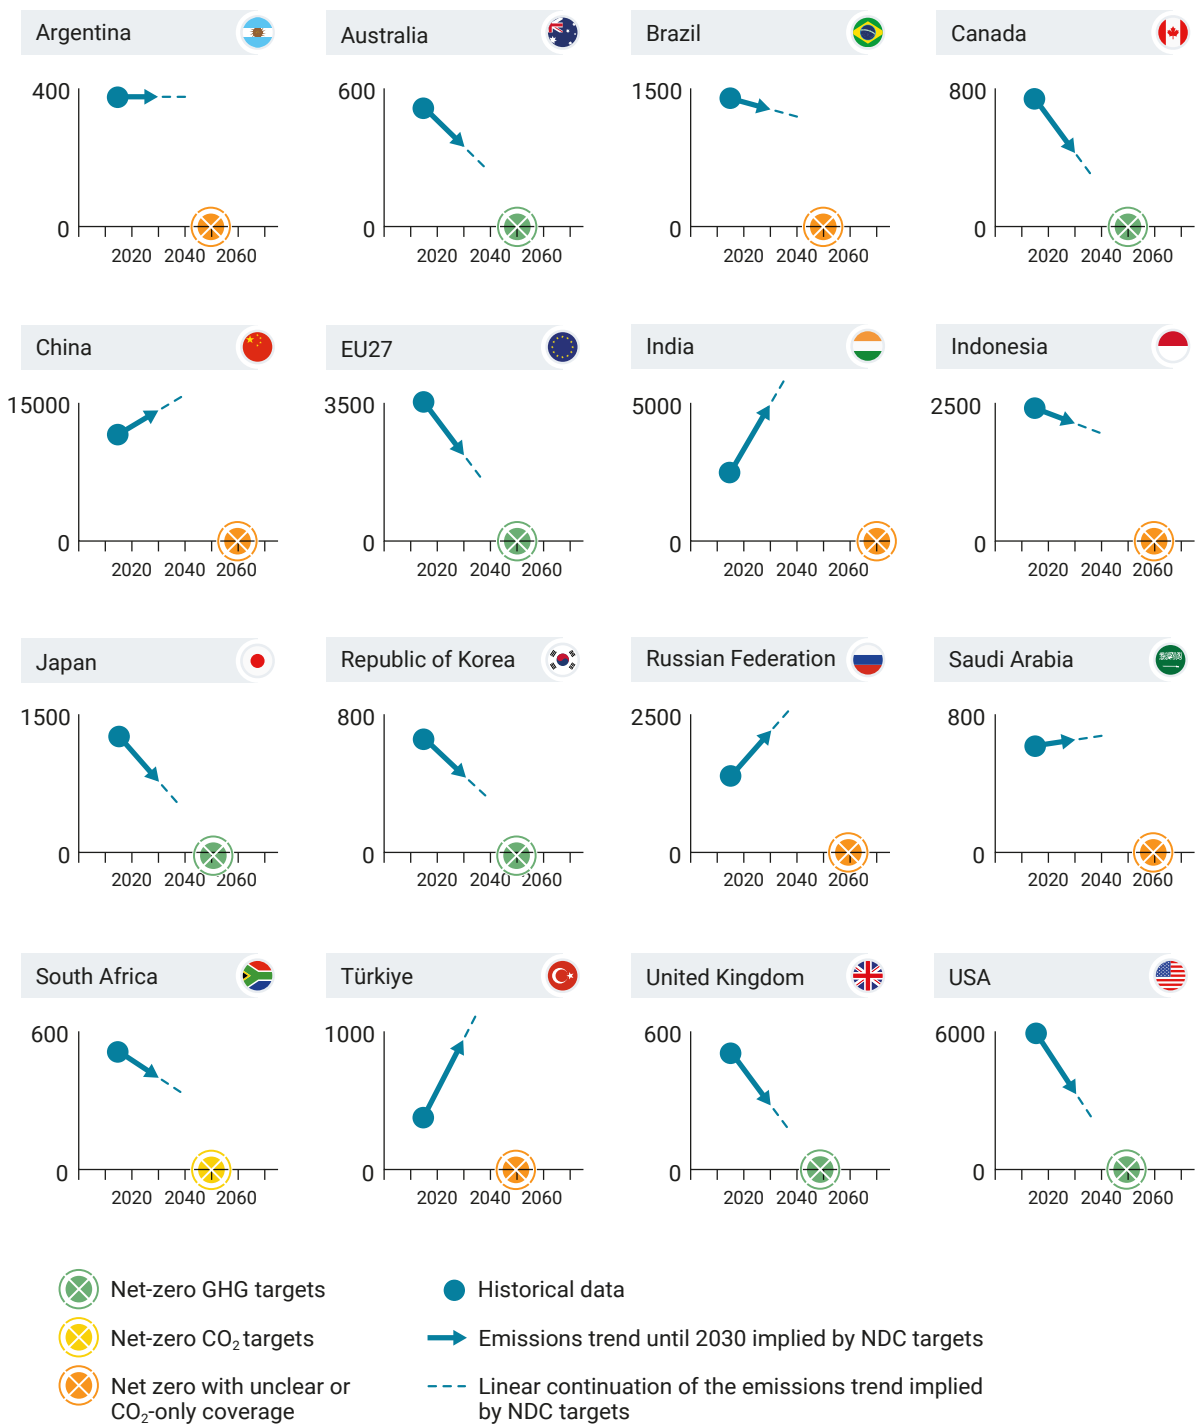 Argentina
Australia
Brazil
Canada
400
0
2020 2040 2060
600
0
2020 2040 2060
1500
0
2020 2040 2060
800
0
2020 2040 2060
China
EU27
India
Indonesia
15000
0
2020 2040 2060
3500
0
2020 2040 2060
5000
0
2020 2040 2060
2500
0
2020 2040 2060
Japan
Republic of Korea
Russian Federation
Saudi Arabia
1500
0
2020 2040 2060
800
0
2020 2040 2060
2500
0
2020 2040 2060
800
0
2020 2040 2060
South Africa
Türkiye
United Kingdom
USA
600
0
2020 2040 2060
1000
0
2020 2040 2060
600
0
2020 2040 2060
6000
0
2020 2040 2060
Net-zero GHG targets
Net-zero CO₂ targets
Net zero with unclear or
CO₂-only coverage
Historical data
Emissions trend until 2030 implied by NDC targets
Linear continuation of the emissions trend implied
by NDC targets